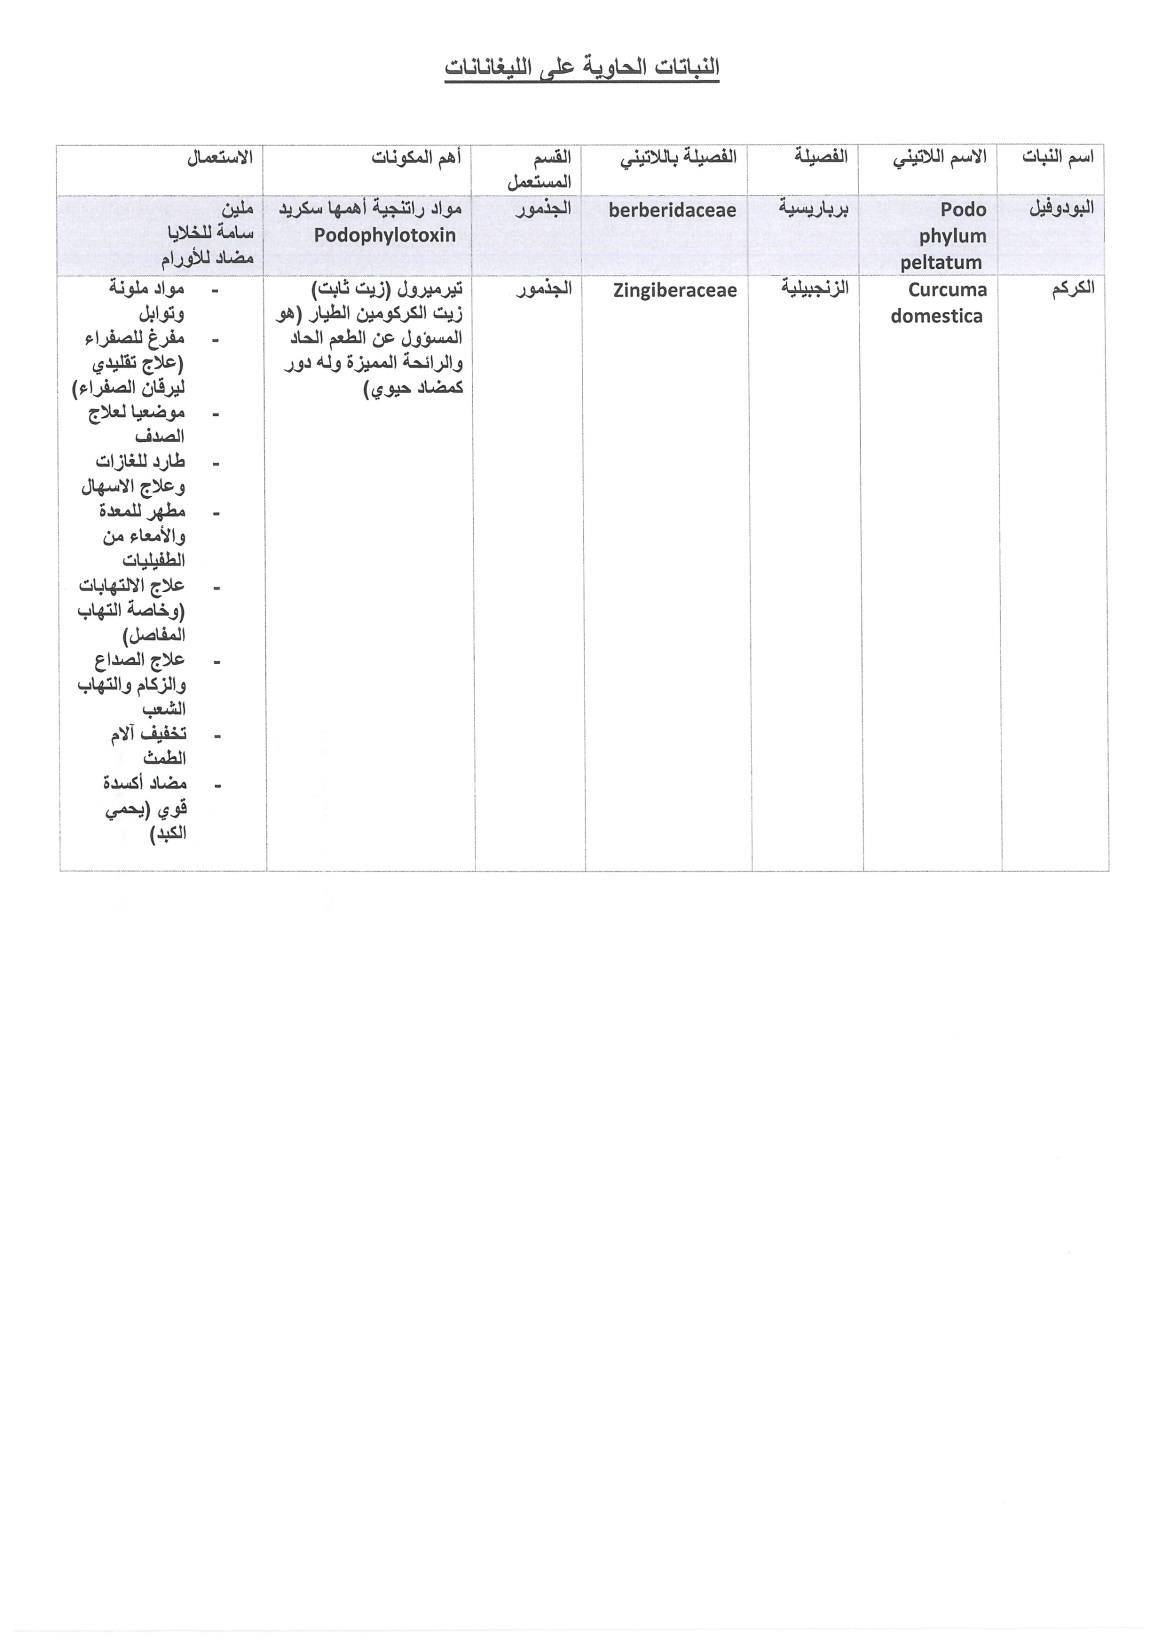 النباتات الحاوية على الليغانانات
اسم النبات
الاسم اللاتيني
الفصيلة
الفصيلة باللاتيني
القسم
المستعمل
أهم المكونات
الاستعمال
البودوفيل
Podo
phylum
peltatum
برباريسية
berberidaceae
الجذمور
مواد راتنجية أهمها سكريد
Podophylotoxin
ملين
سامة للخلايا
مضاد للأورام
الكركم
Curcuma
domestica
الزنجبيلية
Zingiberaceae
الجذمور
تيرميرول (زيت ثابت)
زيت الكركومين الطيار (هو
المسؤول عن الطعم الحاد
والرائحة المميزة وله دور
كمضاد حيوي)
- مواد ملونة
وتوابل
- مفرغ للصفراء
(علاج تقليدي
ليرقان الصفراء)
- موضعيا لعلاج
الصدف
- طارد للغازات
وعلاج الاسهال
- مطهر للمعدة
والأمعاء من
الطفيليات
- علاج الالتهابات
(وخاصة التهاب
المفاصل)
- علاج الصداع
والزكام والتهاب
الشعب
- تخفيف آلام
الطمث
- مضاد أكسدة
قوي (يحمي
الكبد)